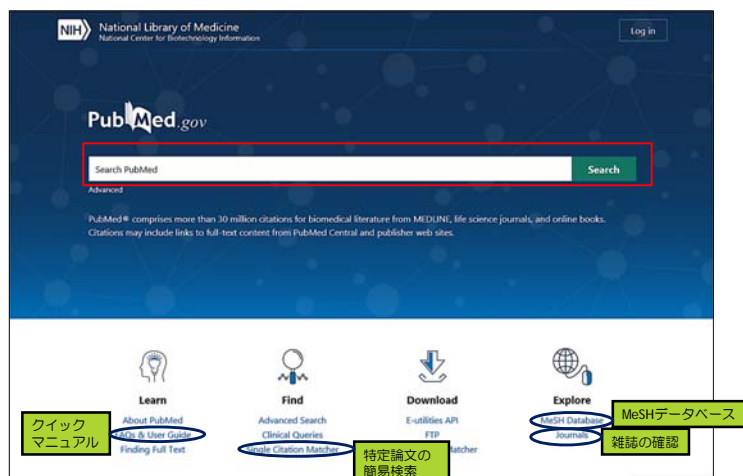 NIH
National Library of Medicine
National Center for Biotechnology Information
Log in
PubMed.gov
Search PubMed
Search
Advanced
PubMed® comprises more than 30 million citations for biomedical literature from MEDLINE, life science journals, and online books.
Citations may include links to full-text content from PubMed Central and publisher web sites.
Learn
About PubMed
FAQs & User Guide
Finding Full Text
クイック
マニュアル
Find
Advanced Search
Clinical Queries
Single Citation Matcher
特定論文の
簡易検索
Download
E-utilities API
FTP
Matcher
Explore
MeSH Database
Journals
MeSHデータベース
雑誌の確認